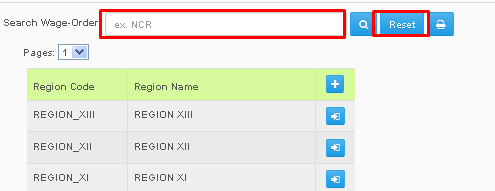 Search Wage-Order ex. NCR Reset
Pages: 1
Region Code Region Name
REGION_XIII REGION XIII
REGION_XII REGION XII
REGION_XI REGION XI